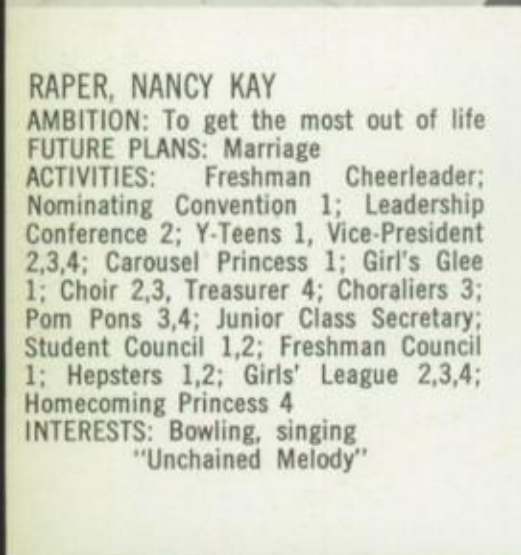 RAPER, NANCY KAY
AMBITION: To get the most out of life
FUTURE PLANS: Marriage
ACTIVITIES: Freshman Cheerleader;
Nominating Convention 1; Leadership
Conference 2; Y-Teens 1, Vice-President
2,3,4; Carousel Princess 1; Girl's Glee
1; Choir 2,3, Treasurer 4; Choraliers 3;
Pom Pons 3,4; Junior Class Secretary;
Student Council 1,2; Freshman Council
1; Hepsters 1,2; Girls' League 2,3,4;
Homecoming Princess 4
INTERESTS: Bowling, singing
"Unchained Melody"